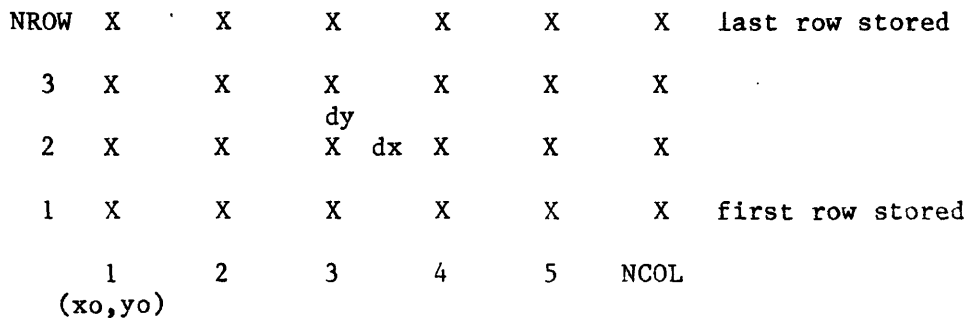 NROW X X X X X X last row stored
3 X X X X X X
dy
2 X X X dx X X X
1 X X X X X X first row stored
1 2 3 4 5 NCOL
(xo,yo)